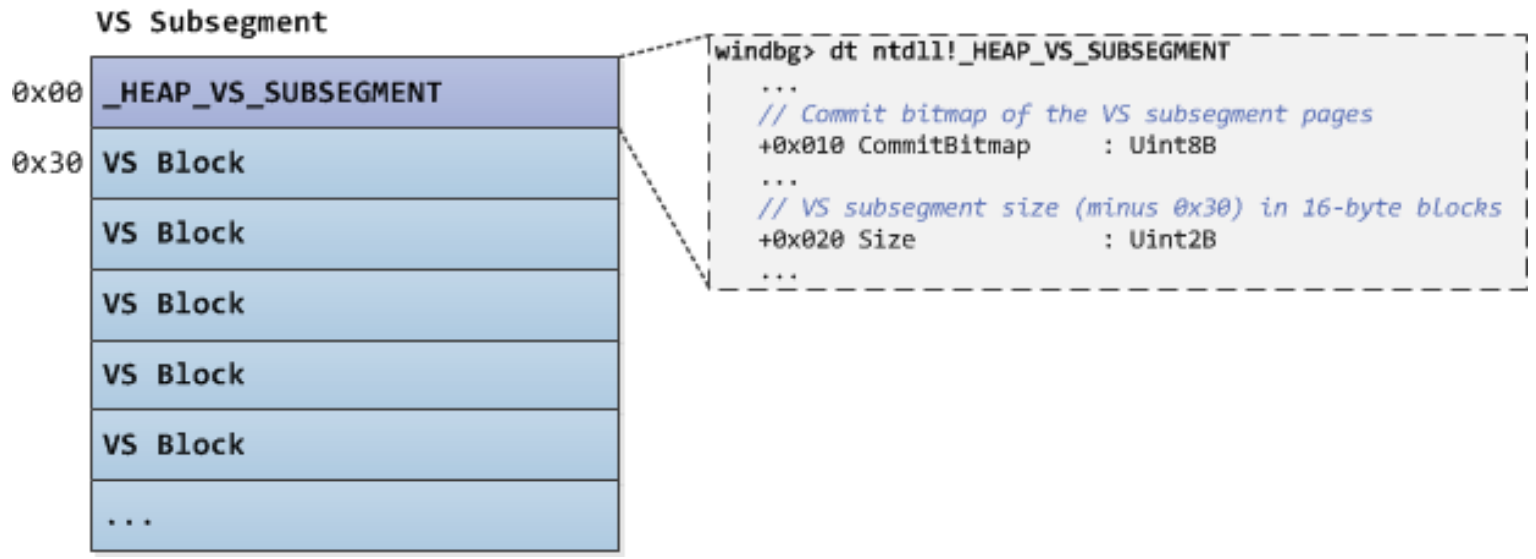 VS Subsegment
0x00 _HEAP_VS_SUBSEGMENT
0x30 VS Block
VS Block
VS Block
VS Block
VS Block
...
windbg> dt ntdll!_HEAP_VS_SUBSEGMENT
...
// Commit bitmap of the VS subsegment pages
+0x010 CommitBitmap : Uint8B
...
// VS subsegment size (minus 0x30) in 16-byte blocks
+0x020 Size : Uint2B
...